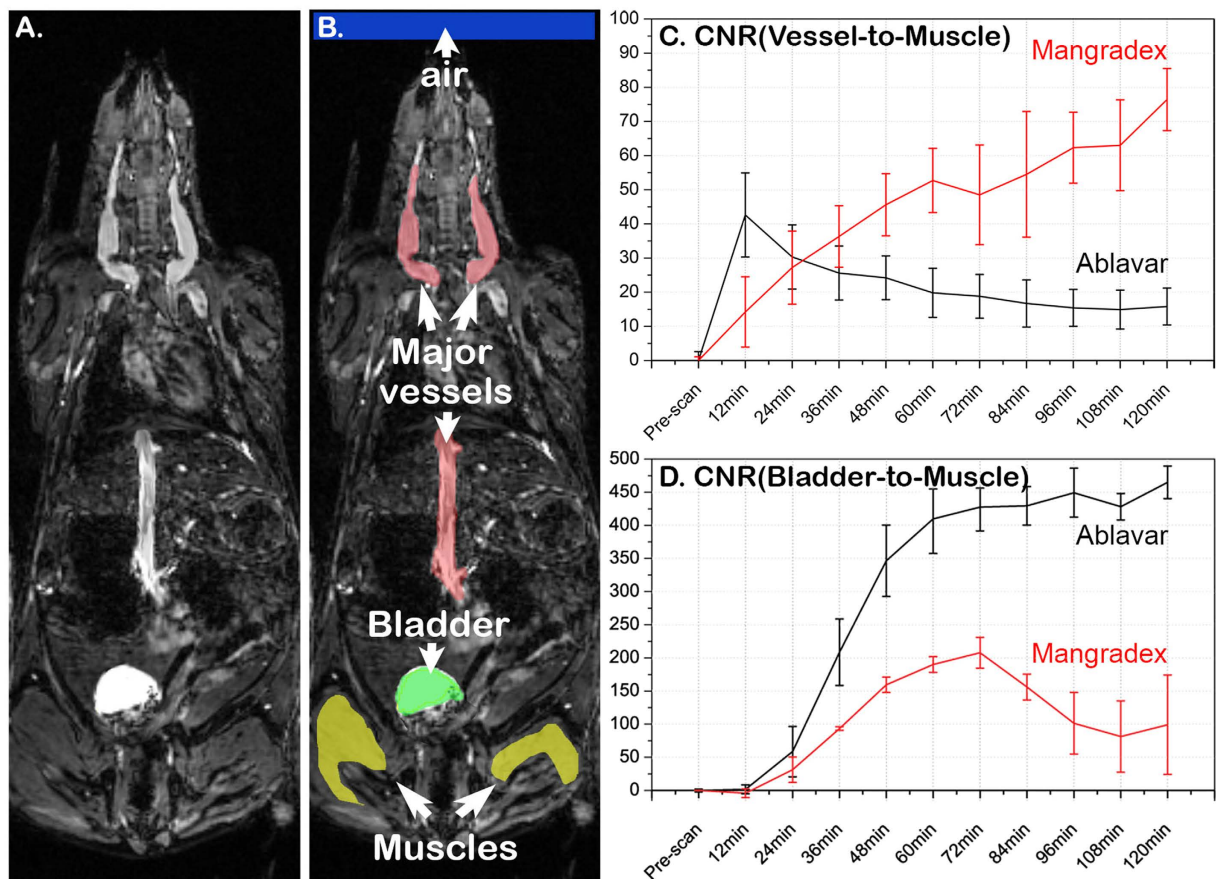 A.
B.
air
Major
vessels
Bladder
Muscles
C. CNR(Vessel-to-Muscle)
100
90
80
70
60
50
40
30
20
10
0
Mangradex
Ablavar
Pre-scan
12min
24min
36min
48min
60min
72min
84min
96min
108min
120min
D. CNR(Bladder-to-Muscle)
500
450
400
350
300
250
200
150
100
50
0
Ablavar
Mangradex
Pre-scan
12min
24min
36min
48min
60min
72min
84min
96min
108min
120min